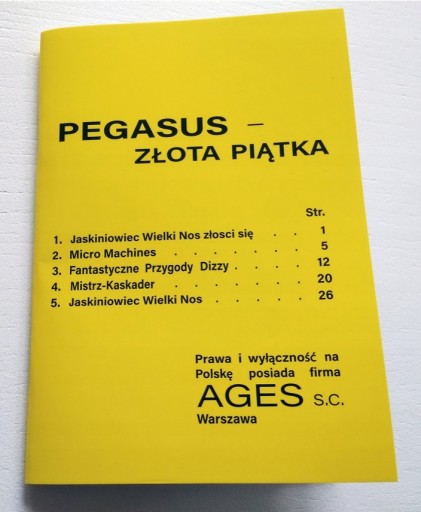 PEGASUS –
ZŁOTA PIĄTKA
Str.
1. Jaskiniowiec Wielki Nos złosci się . . 1
2. Micro Machines . . . . . . . 5
3. Fantastyczne Przygody Dizzy . . . . 12
4. Mistrz-Kaskader . . . . . . . 20
5. Jaskiniowiec Wielki Nos . . . . . 26
Prawa i wyłączność na
Polskę posiada firma
AGES S.C.
Warszawa